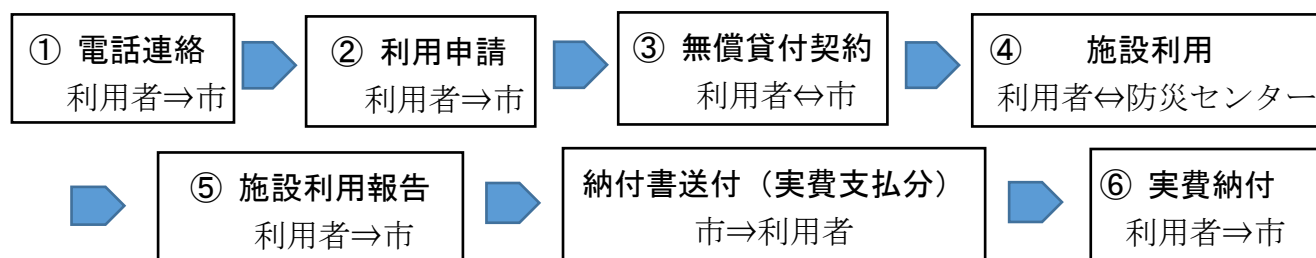 ① 電話連絡
利用者⇒市
② 利用申請
利用者⇒市
③ 無償貸付契約
利用者⇔市
④ 施設利用
利用者⇔防災センター
⑤ 施設利用報告
利用者⇒市
納付書送付（実費支払分）
市⇒利用者
⑥ 実費納付
利用者⇒市